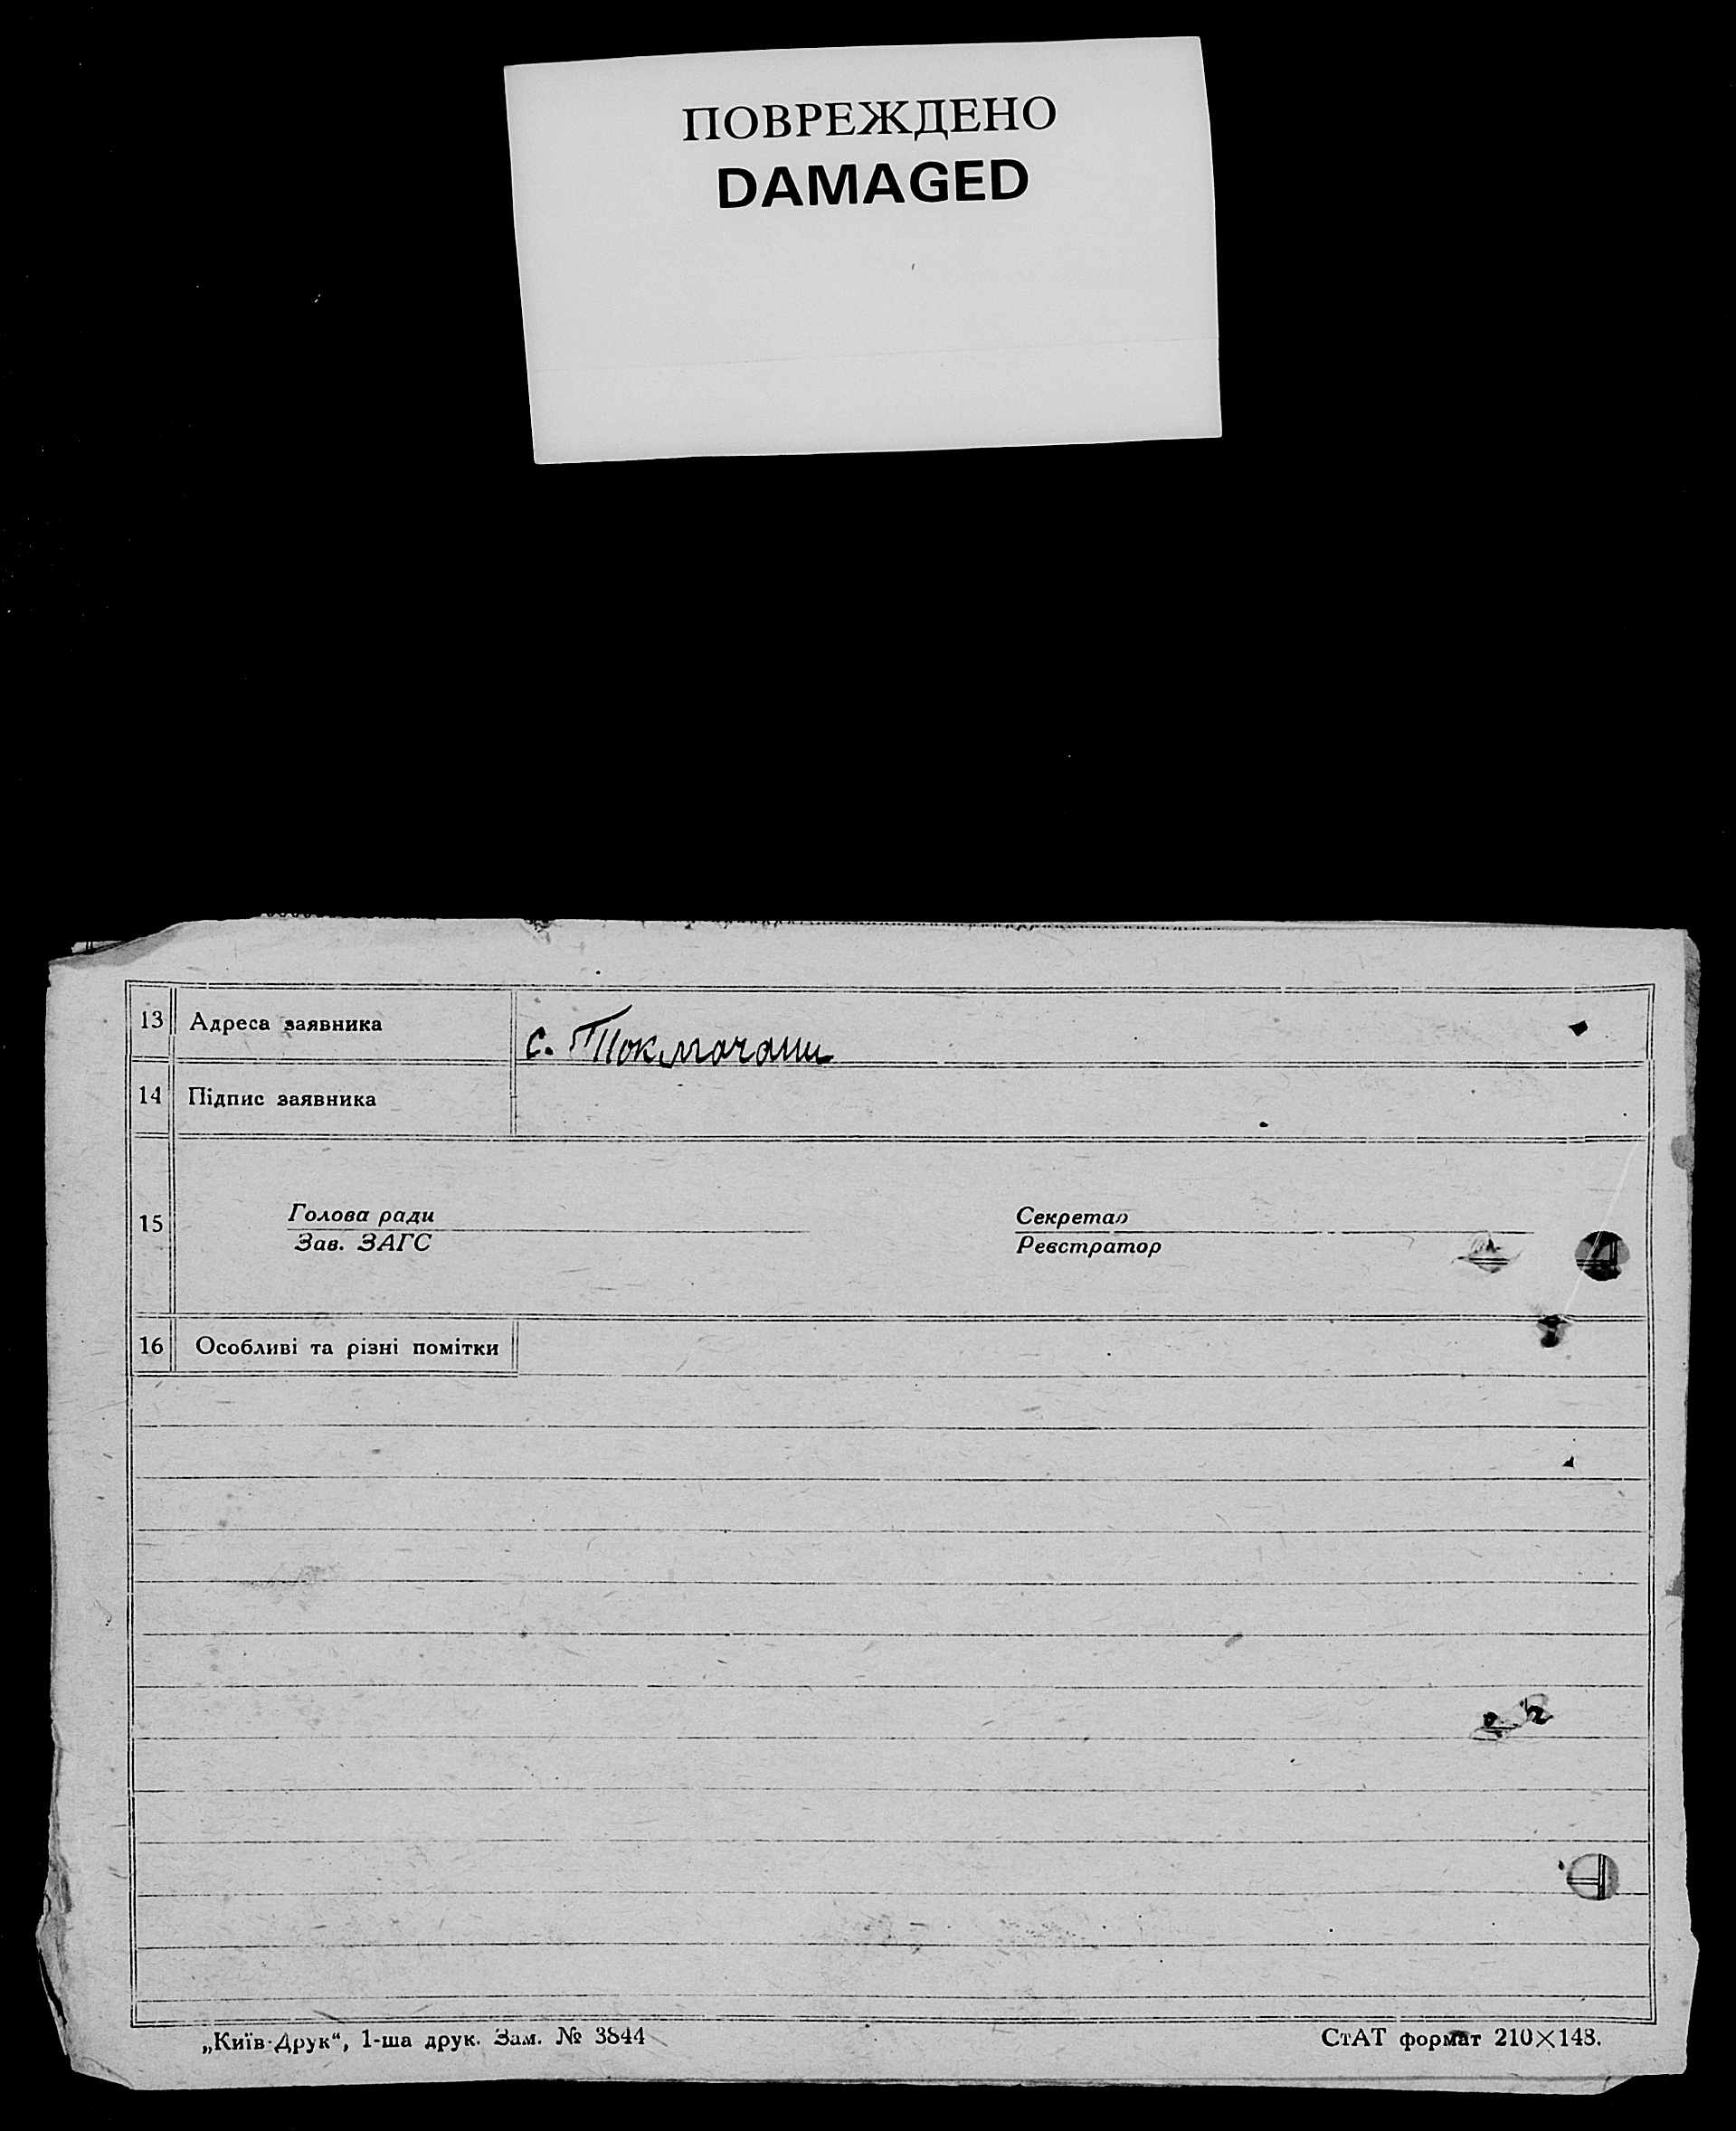 ПОВРЕЖДЕНО
DAMAGED
13 Адреса заявника с. Токмачани
14 Підпис заявника
15 Голова ради Секретар
Зав. ЗАГС Реєстратор
16 Особливі та різні помітки
„Київ-Друк“, 1-ша друк. Зам. № 3844 СтАТ формат 210×148.